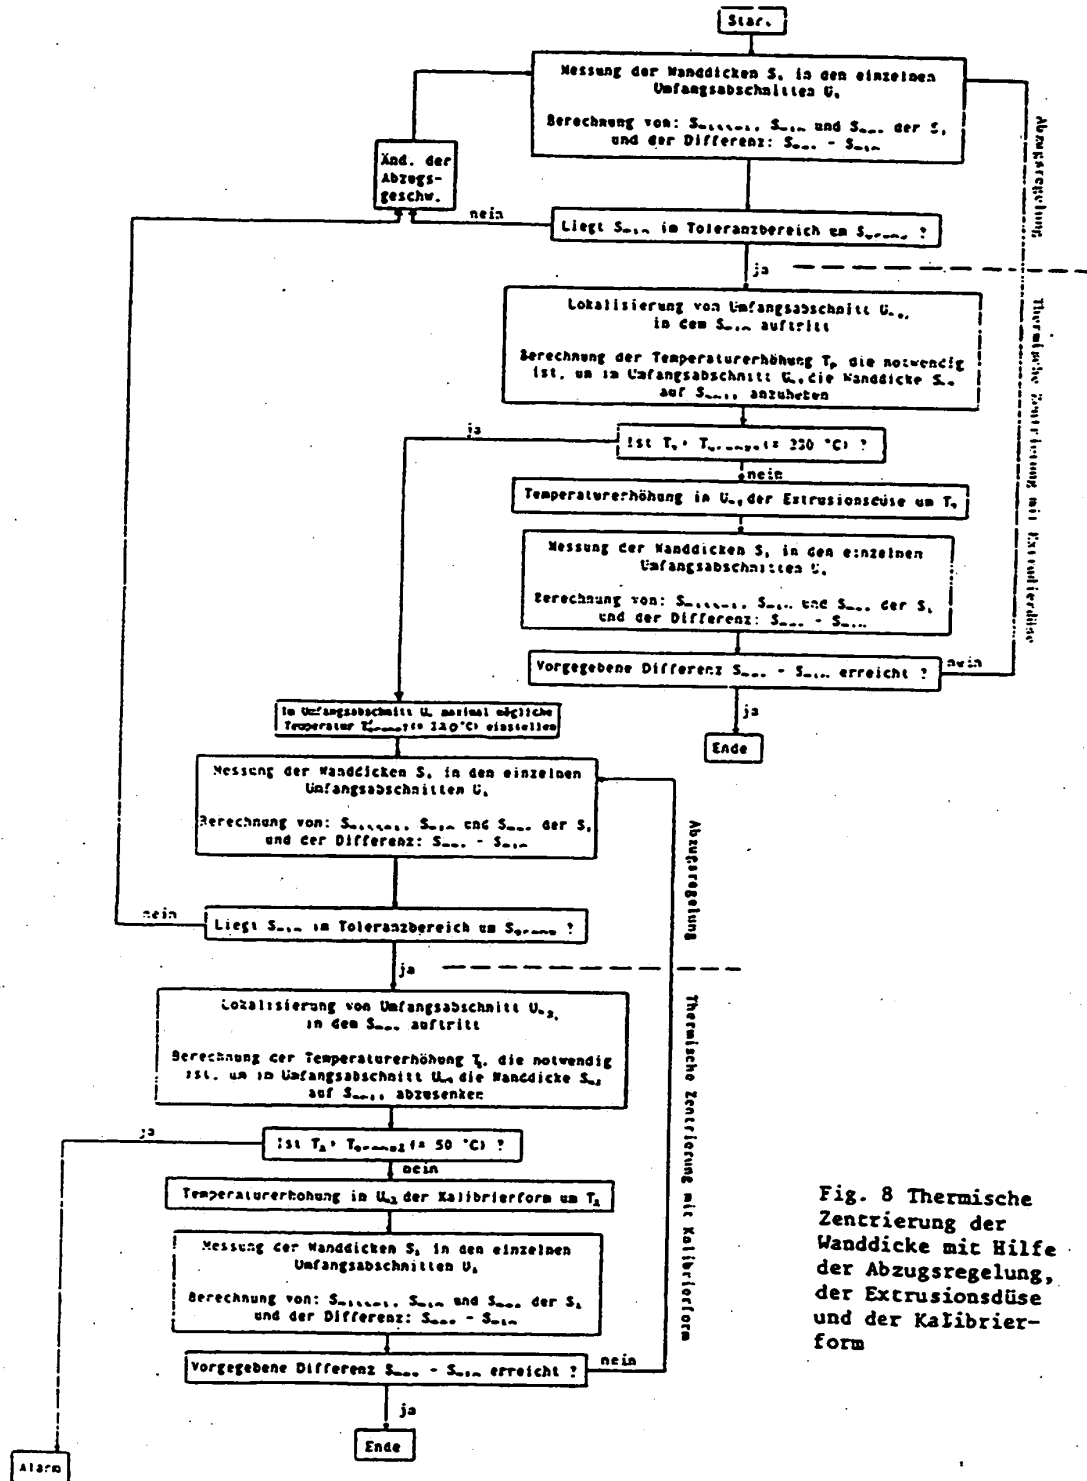 Start
Messung der Wanddicken S, in den einzelnen
Umfangsabschnitten U,
Berechnung von: S und S der S,
und der Differenz: S - S
Änd. der
Abzugs-
geschw.
nein
Liegt S im Toleranzbereich um S ?
ja
Abzugsregelung
Lokalisierung von Umfangsabschnitt U
in dem S auftritt
Berechnung der Temperaturerhöhung T, die notwendig
ist, um im Umfangsabschnitt U die Wanddicke S
auf S anzuheben
Thermische Zentrierung mit Extrudierdüse
ja
Ist T > T ?
nein
Temperaturerhöhung in U der Extrusionsdüse um T
Messung der Wanddicken S, in den einzelnen
Umfangsabschnitten U,
Berechnung von: S und S der S,
und der Differenz: S - S
Vorgegebene Differenz S - S erreicht ?
nein
ja
Ende
Im Umfangsabschnitt U maximal mögliche
Temperatur T einstellen
Messung der Wanddicken S, in den einzelnen
Umfangsabschnitten U,
Berechnung von: S und S der S,
und der Differenz: S - S
Abzugsregelung
nein
Liegt S im Toleranzbereich um S ?
ja
Lokalisierung von Umfangsabschnitt U
in dem S auftritt
Berechnung der Temperaturerhöhung T, die notwendig
ist, um im Umfangsabschnitt U die Wanddicke S
auf S abzusenken
Thermische Zentrierung mit Kalibrierform
ja
Ist T > T (= 50 °C) ?
nein
Temperaturerhöhung in U der Kalibrierform um T
Messung der Wanddicken S, in den einzelnen
Umfangsabschnitten U
Berechnung von: S und S der S
und der Differenz: S - S
Vorgegebene Differenz S - S erreicht ?
nein
ja
Ende
Alarm
Fig. 8 Thermische
Zentrierung der
Wanddicke mit Hilfe
der Abzugsregelung,
der Extrusionsdüse
und der Kalibrier-
form